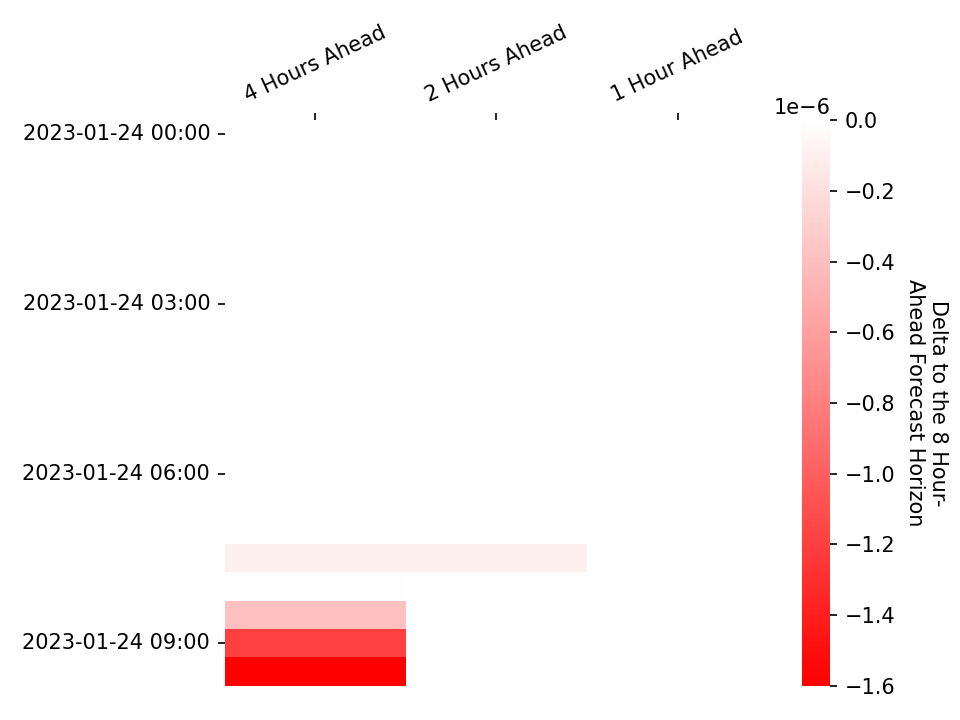 4 Hours Ahead
2 Hours Ahead
1 Hour Ahead
1e−6
2023-01-24 00:00
2023-01-24 03:00
2023-01-24 06:00
2023-01-24 09:00
0.0
−0.2
−0.4
−0.6
−0.8
−1.0
−1.2
−1.4
−1.6
Delta to the 8 Hour-
Ahead Forecast Horizon